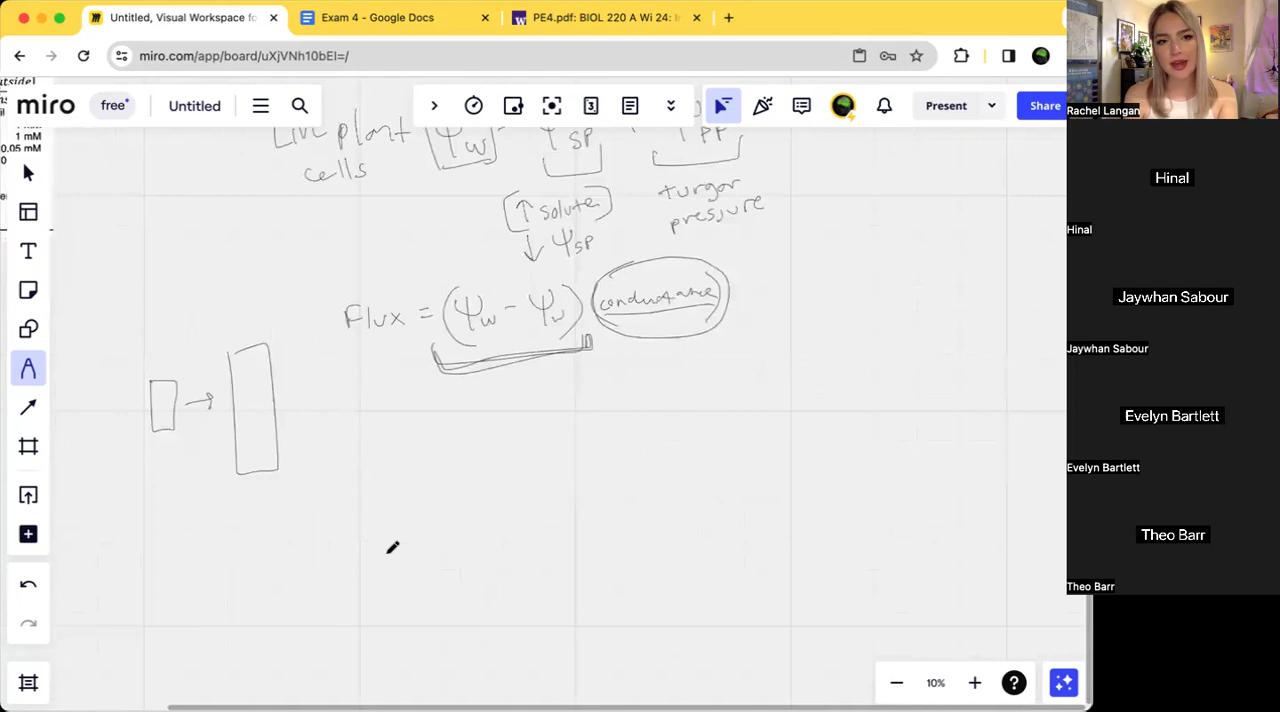 Untitled, Visual Workspace fo
Exam 4 - Google Docs
PE4.pdf: BIOL 220 A Wi 24: I
miro.com/app/board/uXjVNh10bEI=/
utside]
miro
free
Untitled
3
Present
Share
1 mM
0.05 mM
Live plant cells
Ψw
Ψsp
Ψpp
↑ solute
↓ Ψsp
turgor
pressure
Flux = (Ψw - Ψw) conductance
10%
?
Rachel Langan
Hinal
Hinal
Jaywhan Sabour
Jaywhan Sabour
Evelyn Bartlett
Evelyn Bartlett
Theo Barr
Theo Barr